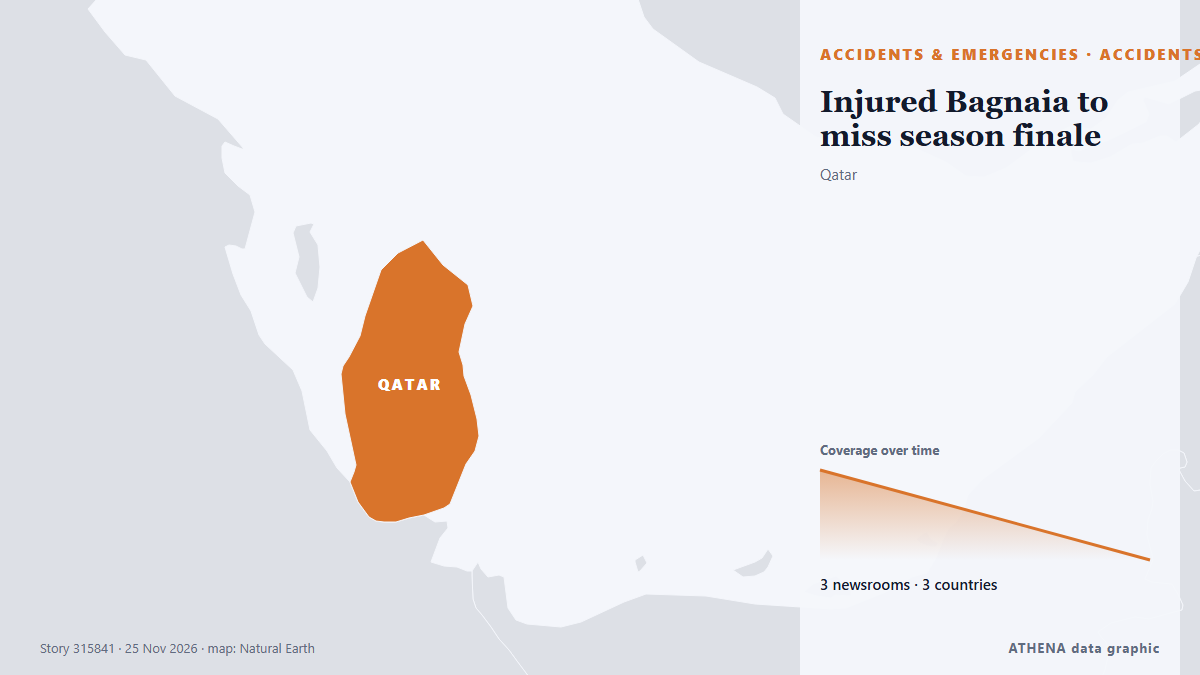 ACCIDENTS & EMERGENCIES · ACCIDENTS
Injured Bagnaia to
miss season finale
Qatar
QATAR
Coverage over time
3 newsrooms · 3 countries
Story 315841 · 25 Nov 2026 · map: Natural Earth
ATHENA data graphic